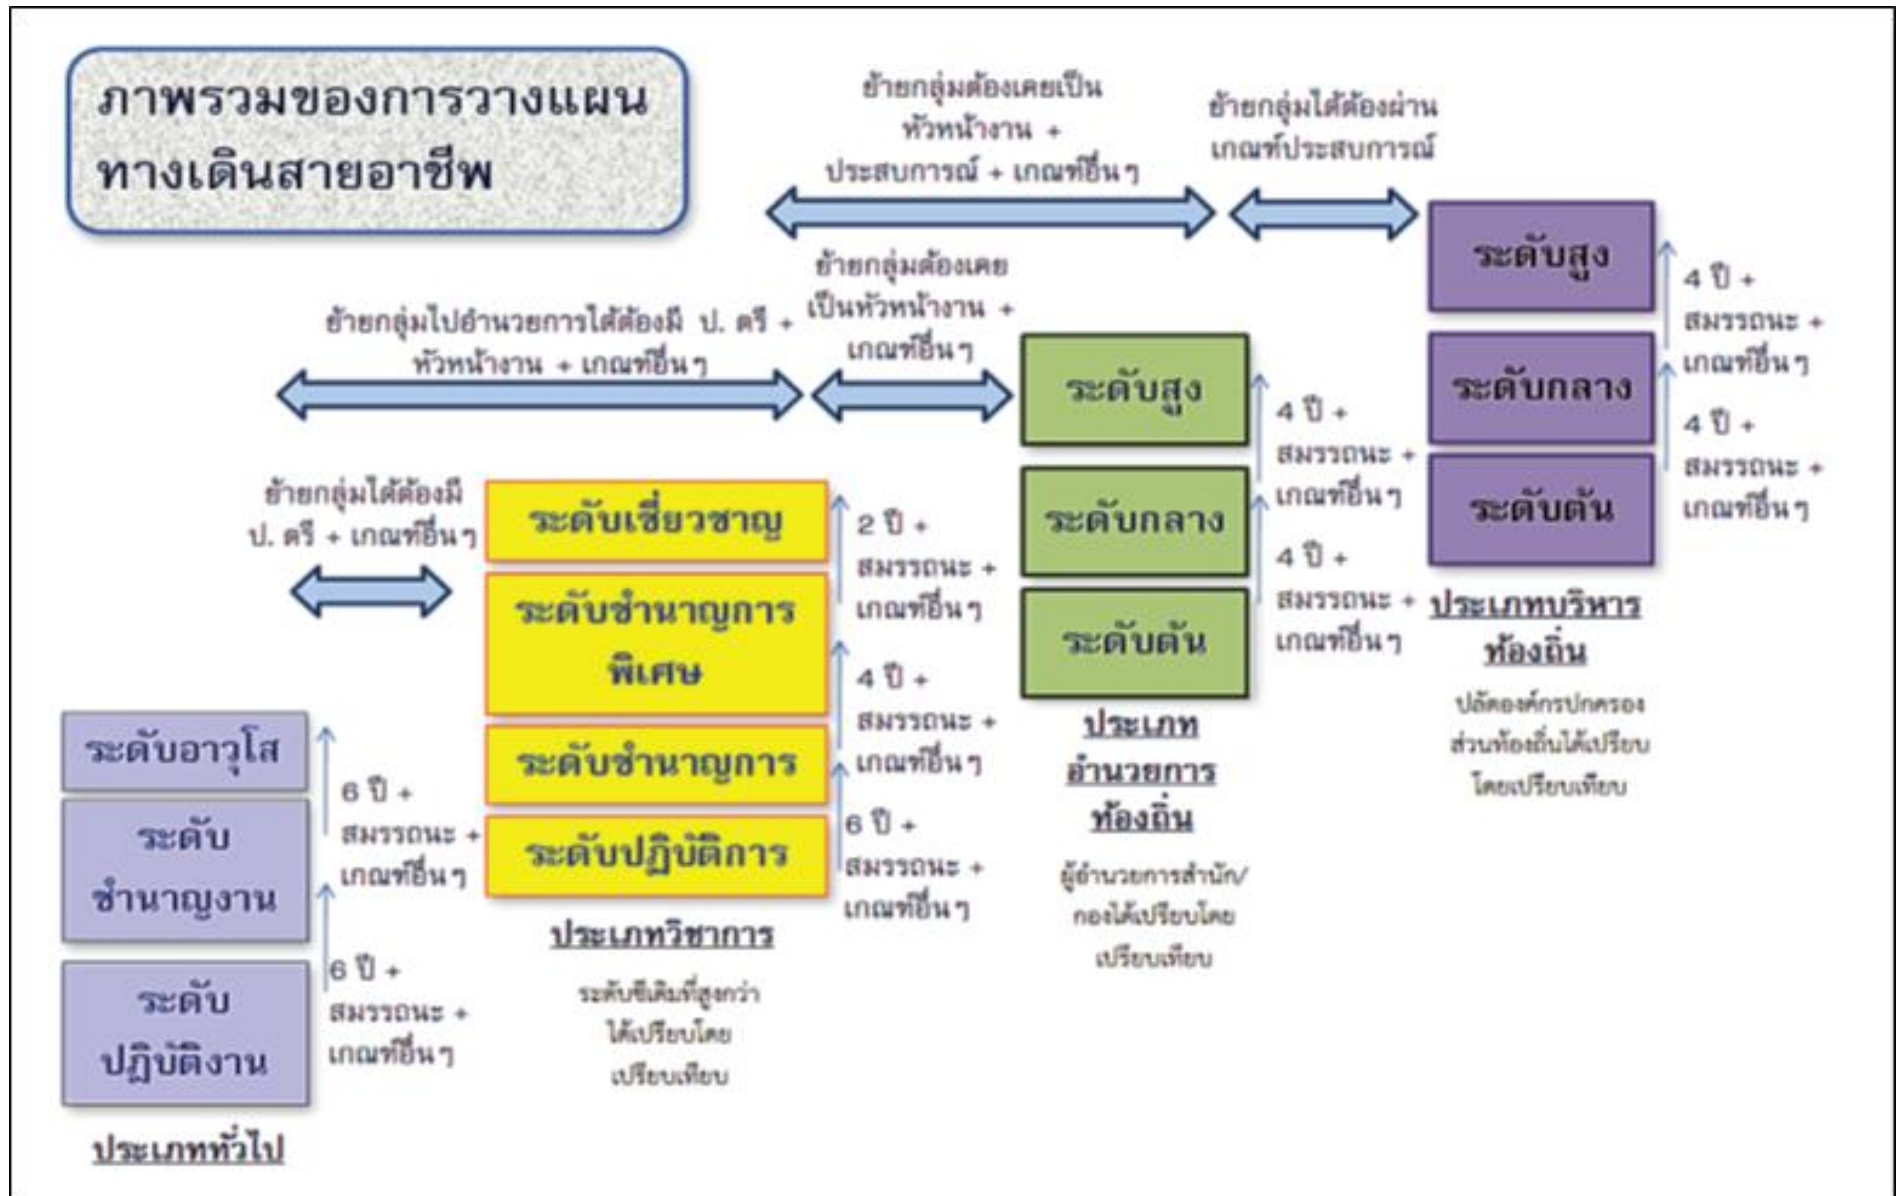 ภาพรวมของการวางแผน
ทางเดินสายอาชีพ
ย้ายกลุ่มต้องเคยเป็น
หัวหน้างาน +
ประสบการณ์ + เกณฑ์อื่นๆ
ย้ายกลุ่มได้ต้องผ่าน
เกณฑ์ประสบการณ์
ย้ายกลุ่มไปอำนวยการได้ต้องมี ป. ตรี +
หัวหน้างาน + เกณฑ์อื่นๆ
ย้ายกลุ่มต้องเคย
เป็นหัวหน้างาน +
เกณฑ์อื่นๆ
ย้ายกลุ่มได้ต้องมี
ป. ตรี + เกณฑ์อื่นๆ
ระดับอาวุโส
ระดับ
ชำนาญงาน
ระดับ
ปฏิบัติงาน
6 ปี +
สมรรถนะ +
เกณฑ์อื่นๆ
6 ปี +
สมรรถนะ +
เกณฑ์อื่นๆ
ประเภททั่วไป
ระดับเชี่ยวชาญ
ระดับชำนาญการ
พิเศษ
ระดับชำนาญการ
ระดับปฏิบัติการ
2 ปี +
สมรรถนะ +
เกณฑ์อื่นๆ
4 ปี +
สมรรถนะ +
เกณฑ์อื่นๆ
6 ปี +
สมรรถนะ +
เกณฑ์อื่นๆ
ประเภทวิชาการ
ระดับซีเดิมที่สูงกว่า
ได้เปรียบโดย
เปรียบเทียบ
ระดับสูง
ระดับกลาง
ระดับต้น
4 ปี +
สมรรถนะ +
เกณฑ์อื่นๆ
4 ปี +
สมรรถนะ +
เกณฑ์อื่นๆ
ประเภท
อำนวยการ
ท้องถิ่น
ผู้อำนวยการสำนัก/
กองได้เปรียบโดย
เปรียบเทียบ
ระดับสูง
ระดับกลาง
ระดับต้น
4 ปี +
สมรรถนะ +
เกณฑ์อื่นๆ
4 ปี +
สมรรถนะ +
เกณฑ์อื่นๆ
ประเภทบริหาร
ท้องถิ่น
ปลัดองค์กรปกครอง
ส่วนท้องถิ่นได้เปรียบ
โดยเปรียบเทียบ